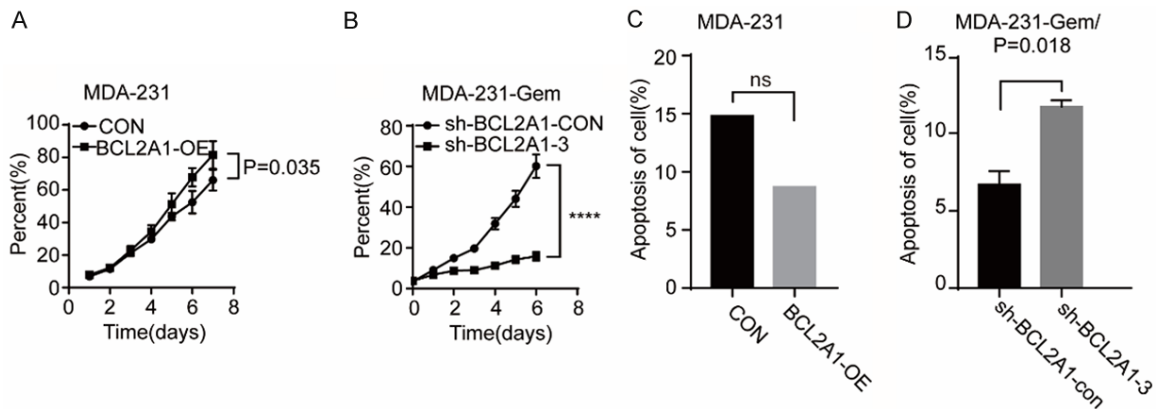 A
MDA-231
CON
BCL2A1-OE
P=0.035
Percent(%)
100
80
60
40
20
0
0 2 4 6 8
Time(days)
B
MDA-231-Gem
sh-BCL2A1-CON
sh-BCL2A1-3
****
Percent(%)
80
60
40
20
0
0 2 4 6 8
Time(days)
C
MDA-231
ns
Apoptosis of cell(%)
20
15
10
5
0
CON
BCL2A1-OE
D
MDA-231-Gem/
P=0.018
Apoptosis of cell(%)
15
10
5
0
sh-BCL2A1-con
sh-BCL2A1-3